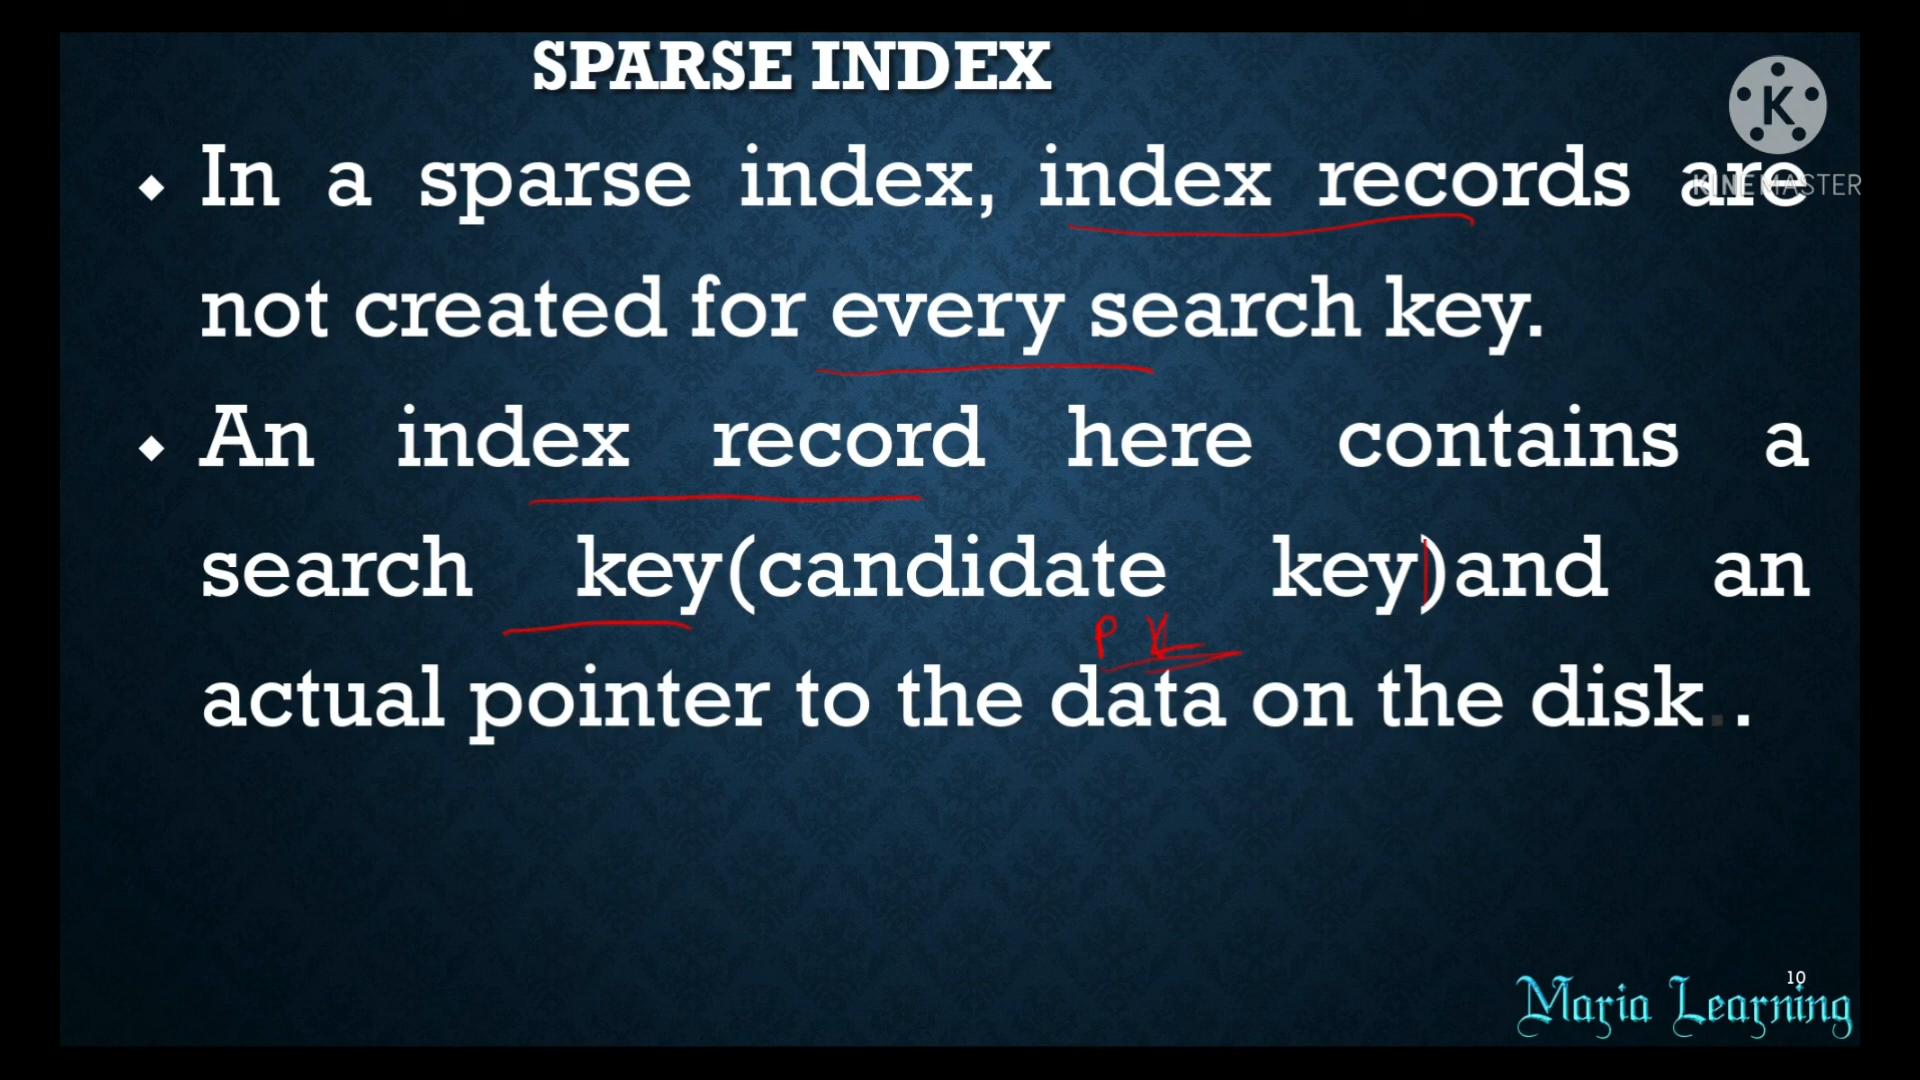 SPARSE INDEX
K
KINEMASTER
In a sparse index, index records are
not created for every search key.
An index record here contains a
search key(candidate key)and an
P K
actual pointer to the data on the disk..
10
Maria Learning